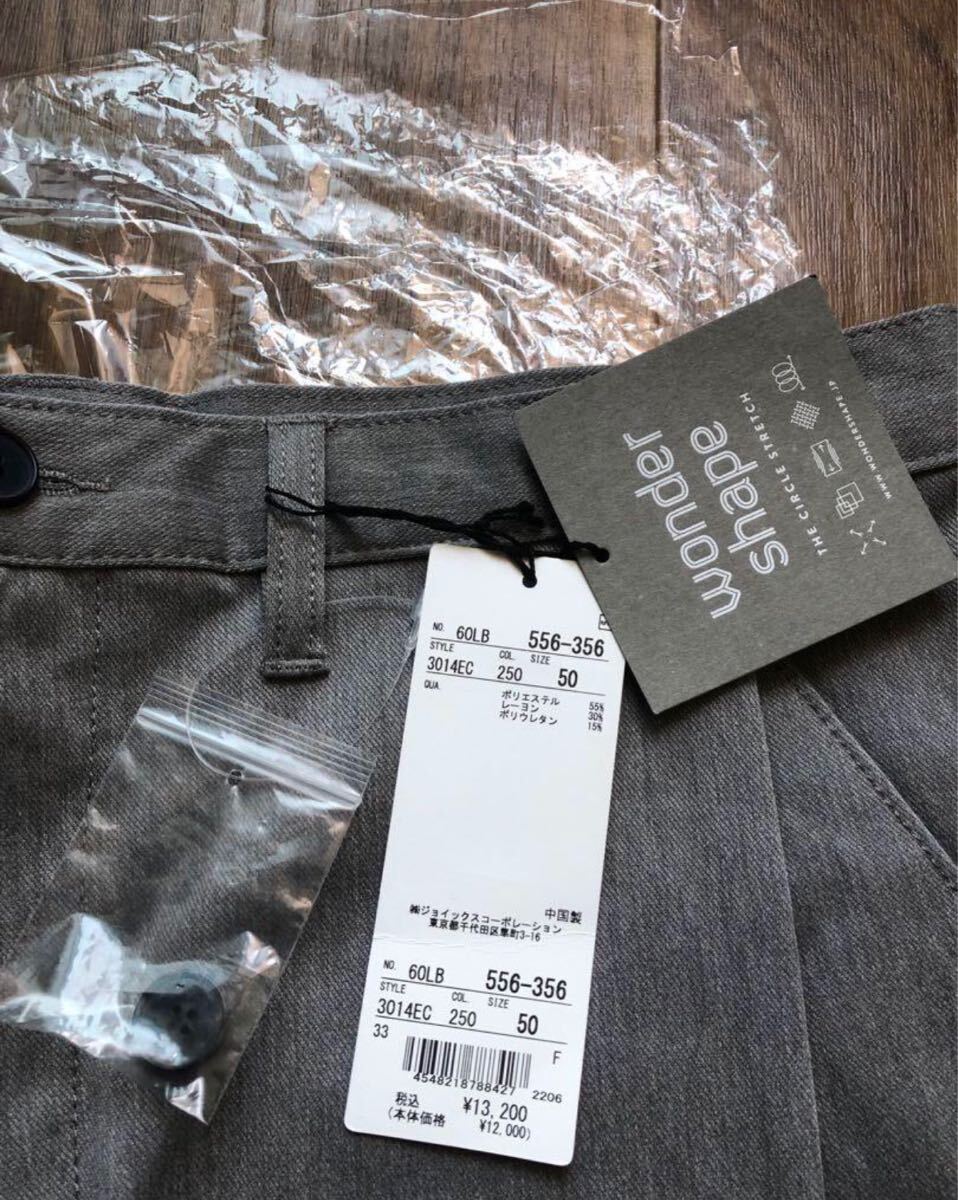 wonder
shape
THE CIRCLE STRETCH
WWW.WONDERSHAPE.JP
NO. 60LB 556-356
STYLE COL. SIZE
3014EC 250 50
QUA. ポリエステル 55%
レーヨン 30%
ポリウレタン 15%
中国製
㈱ジョイックスコーポレーション
東京都千代田区隼町3-16
NO. 60LB 556-356
STYLE COL. SIZE
3014EC 250 50
33 F
4548218788427 2206
税込 ¥13,200
(本体価格 ¥12,000)